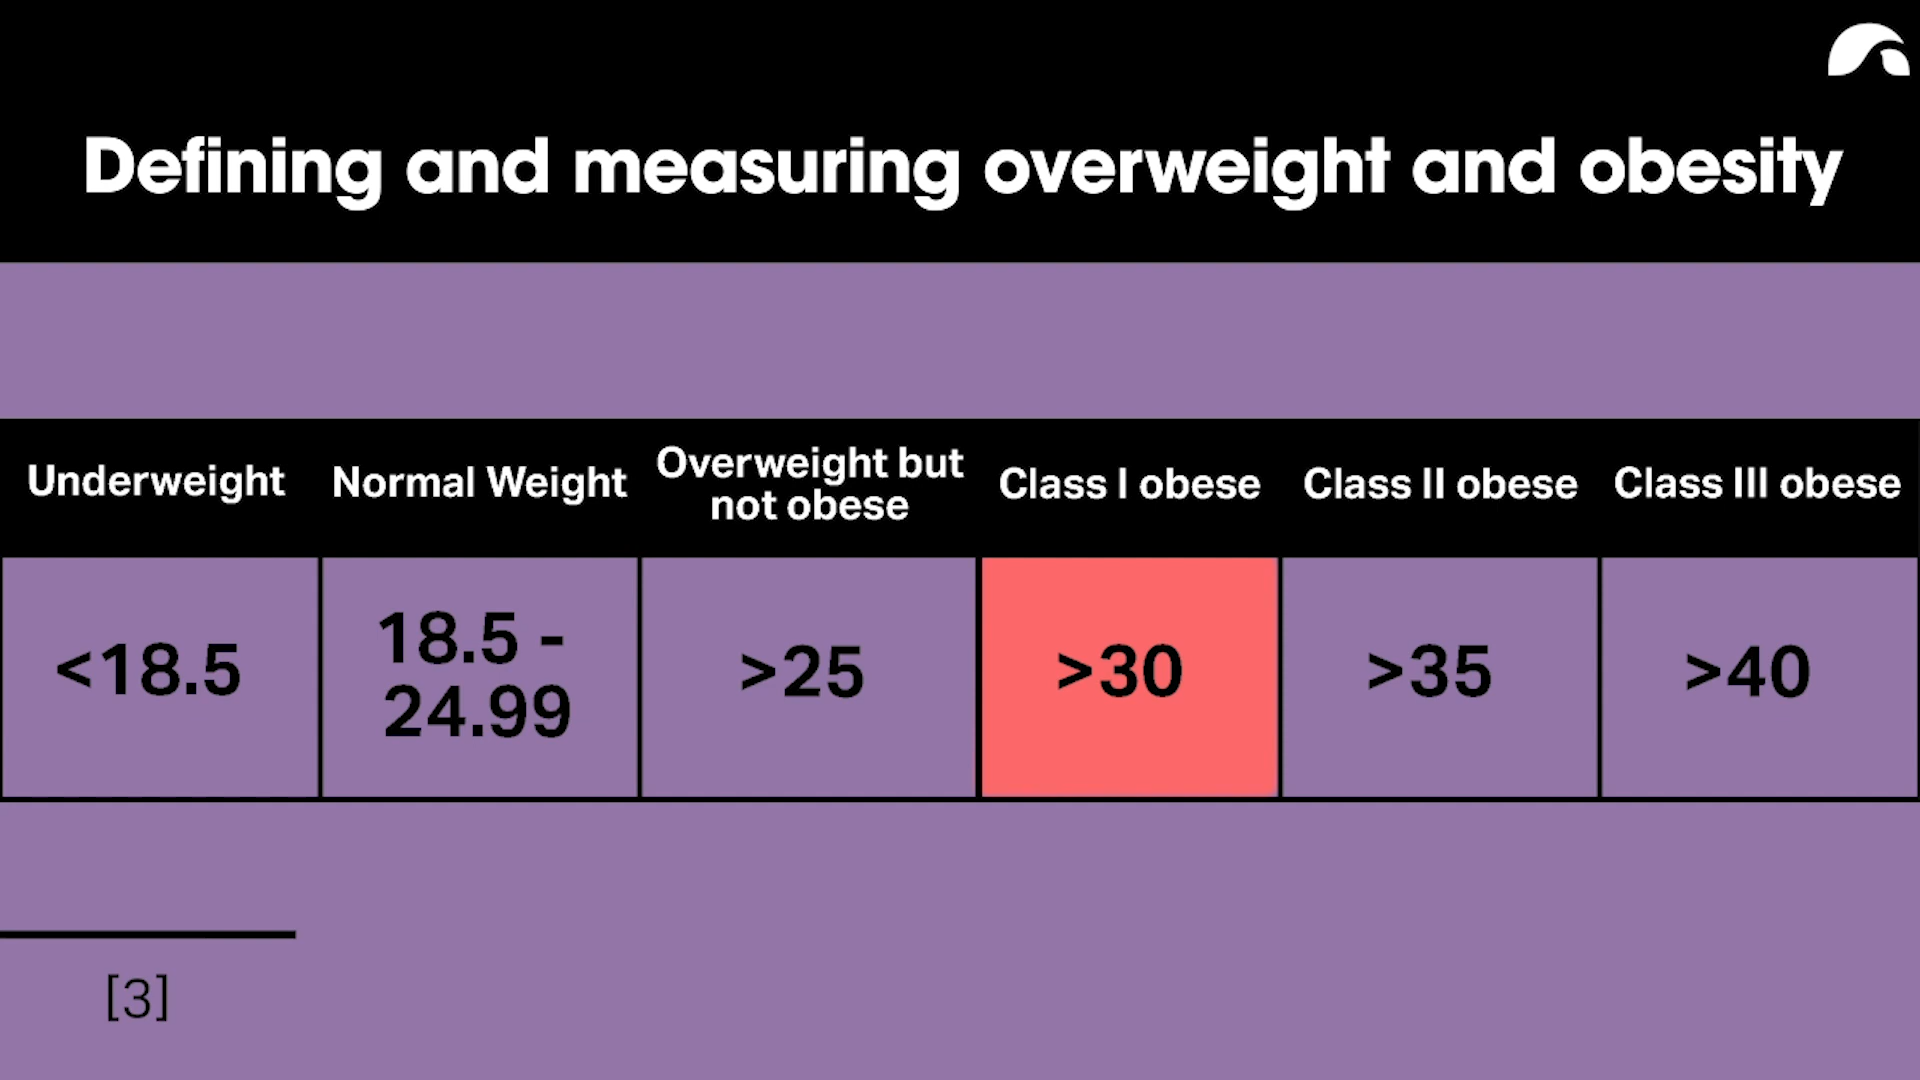 Defining and measuring overweight and obesity
Underweight
Normal Weight
Overweight but
not obese
Class I obese
Class II obese
Class III obese
<18.5
18.5 -
24.99
>25
>30
>35
>40
[3]